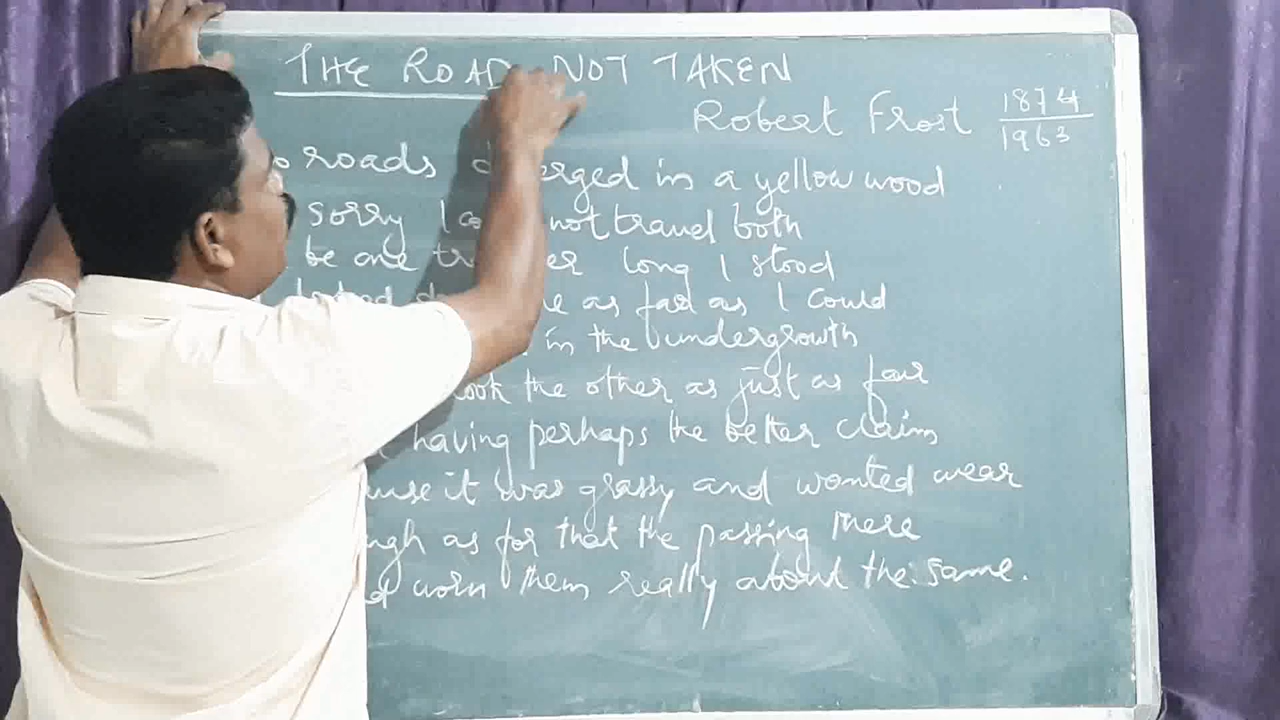 THE ROAD NOT TAKEN
Robert Frost 1874
1963
roads in a yellow wood
sorry I not travel both
be one long I stood
as far as I could
in the undergrowth
the other as just as fair
having perhaps the better claim
it was grassy and wanted wear
as for that the passing there
worn them really about the same.